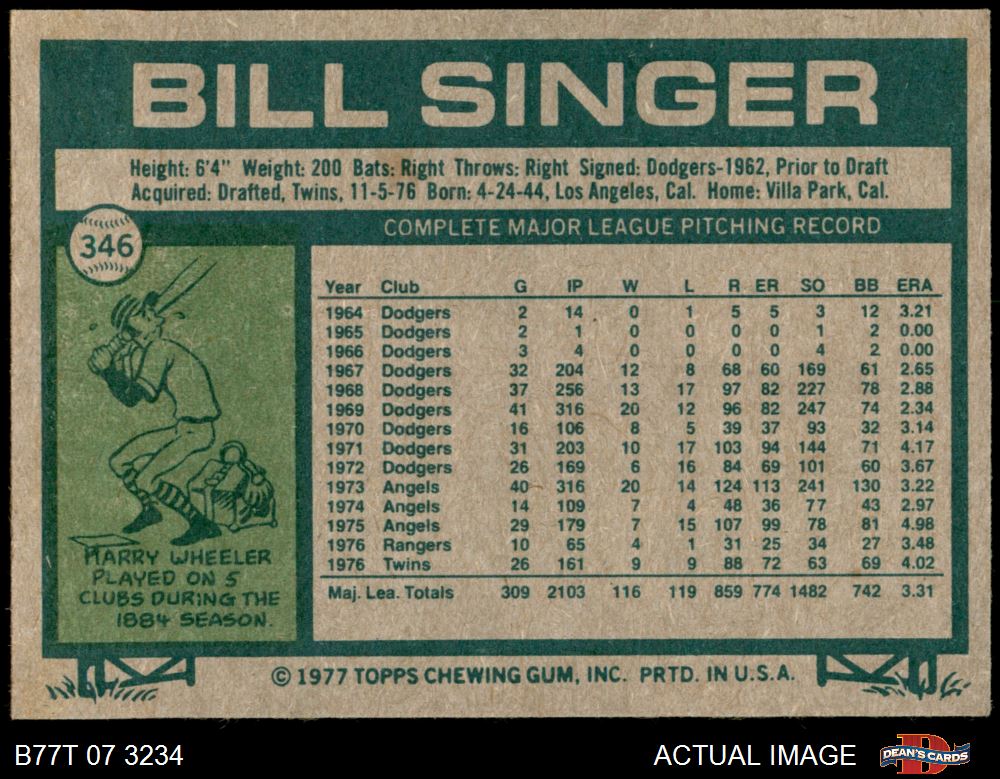 BILL SINGER
Height: 6'4" Weight: 200 Bats: Right Throws: Right Signed: Dodgers-1962, Prior to Draft
Acquired: Drafted, Twins, 11-5-76 Born: 4-24-44, Los Angeles, Cal. Home: Villa Park, Cal.
346
COMPLETE MAJOR LEAGUE PITCHING RECORD
Year Club G IP W L R ER SO BB ERA
1964 Dodgers 2 14 0 1 5 5 3 12 3.21
1965 Dodgers 2 1 0 0 0 0 1 2 0.00
1966 Dodgers 3 4 0 0 0 0 4 2 0.00
1967 Dodgers 32 204 12 8 68 60 169 61 2.65
1968 Dodgers 37 256 13 17 97 82 227 78 2.88
1969 Dodgers 41 316 20 12 96 82 247 74 2.34
1970 Dodgers 16 106 8 5 39 37 93 32 3.14
1971 Dodgers 31 203 10 17 103 94 144 71 4.17
1972 Dodgers 26 169 6 16 84 69 101 60 3.67
1973 Angels 40 316 20 14 124 113 241 130 3.22
1974 Angels 14 109 7 4 48 36 77 43 2.97
1975 Angels 29 179 7 15 107 99 78 81 4.98
1976 Rangers 10 65 4 1 31 25 34 27 3.48
1976 Twins 26 161 9 9 88 72 63 69 4.02
Maj. Lea. Totals 309 2103 116 119 859 774 1482 742 3.31
HARRY WHEELER
PLAYED ON 5
CLUBS DURING THE
1884 SEASON.
© 1977 TOPPS CHEWING GUM, INC. PRTD. IN U.S.A.
B77T 07 3234 ACTUAL IMAGE
D
DEAN'S CARDS